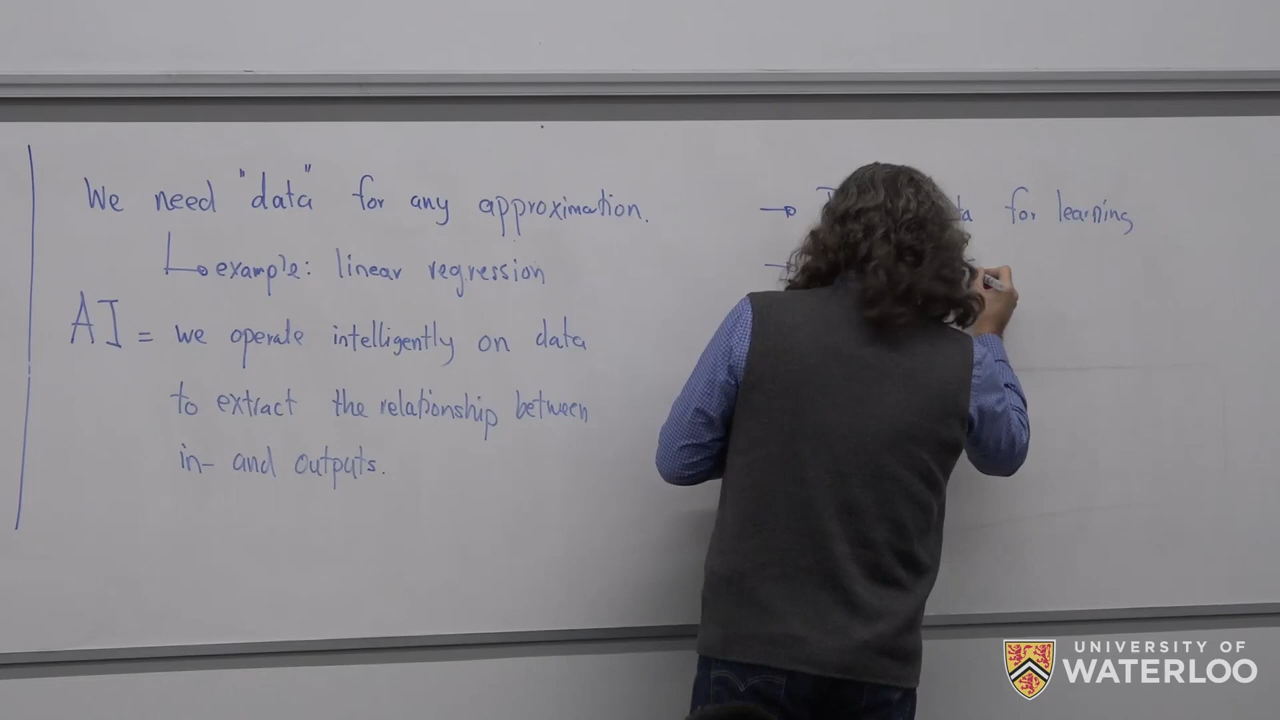 We need "data" for any approximation.
↳ example: linear regression
AI = we operate intelligently on data
to extract the relationship between
in- and outputs.
→ for learning
→
UNIVERSITY OF
WATERLOO